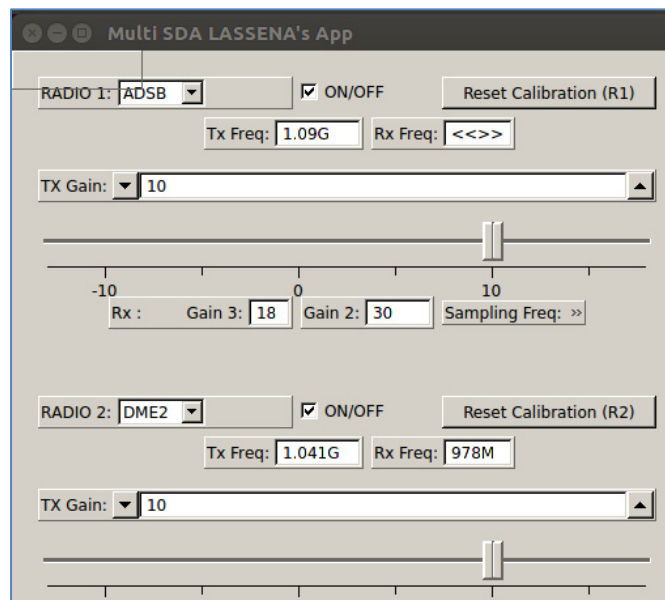 Multi SDA LASSENA's App
RADIO 1: ADSB ON/OFF Reset Calibration (R1)
Tx Freq: 1.09G Rx Freq: <<>>
TX Gain: 10
-10 0 10
Rx : Gain 3: 18 Gain 2: 30 Sampling Freq: »
RADIO 2: DME2 ON/OFF Reset Calibration (R2)
Tx Freq: 1.041G Rx Freq: 978M
TX Gain: 10